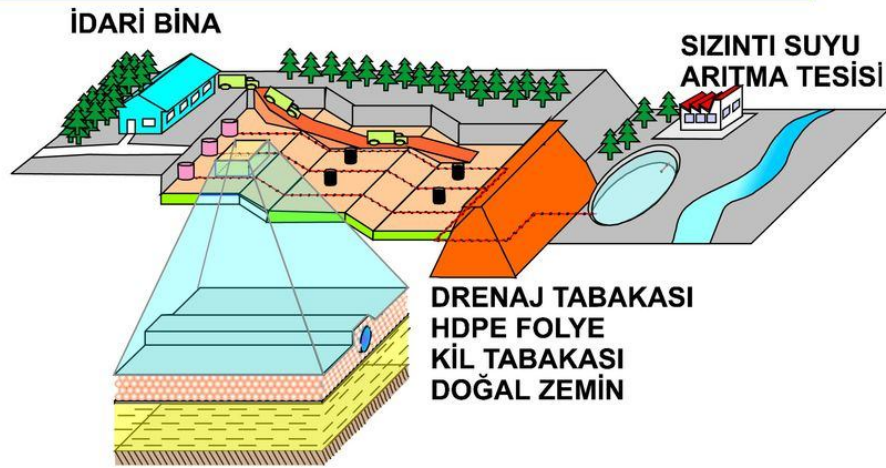 İDARİ BİNA
SIZINTI SUYU
ARITMA TESİSİ
DRENAJ TABAKASI
HDPE FOLYE
KİL TABAKASI
DOĞAL ZEMİN